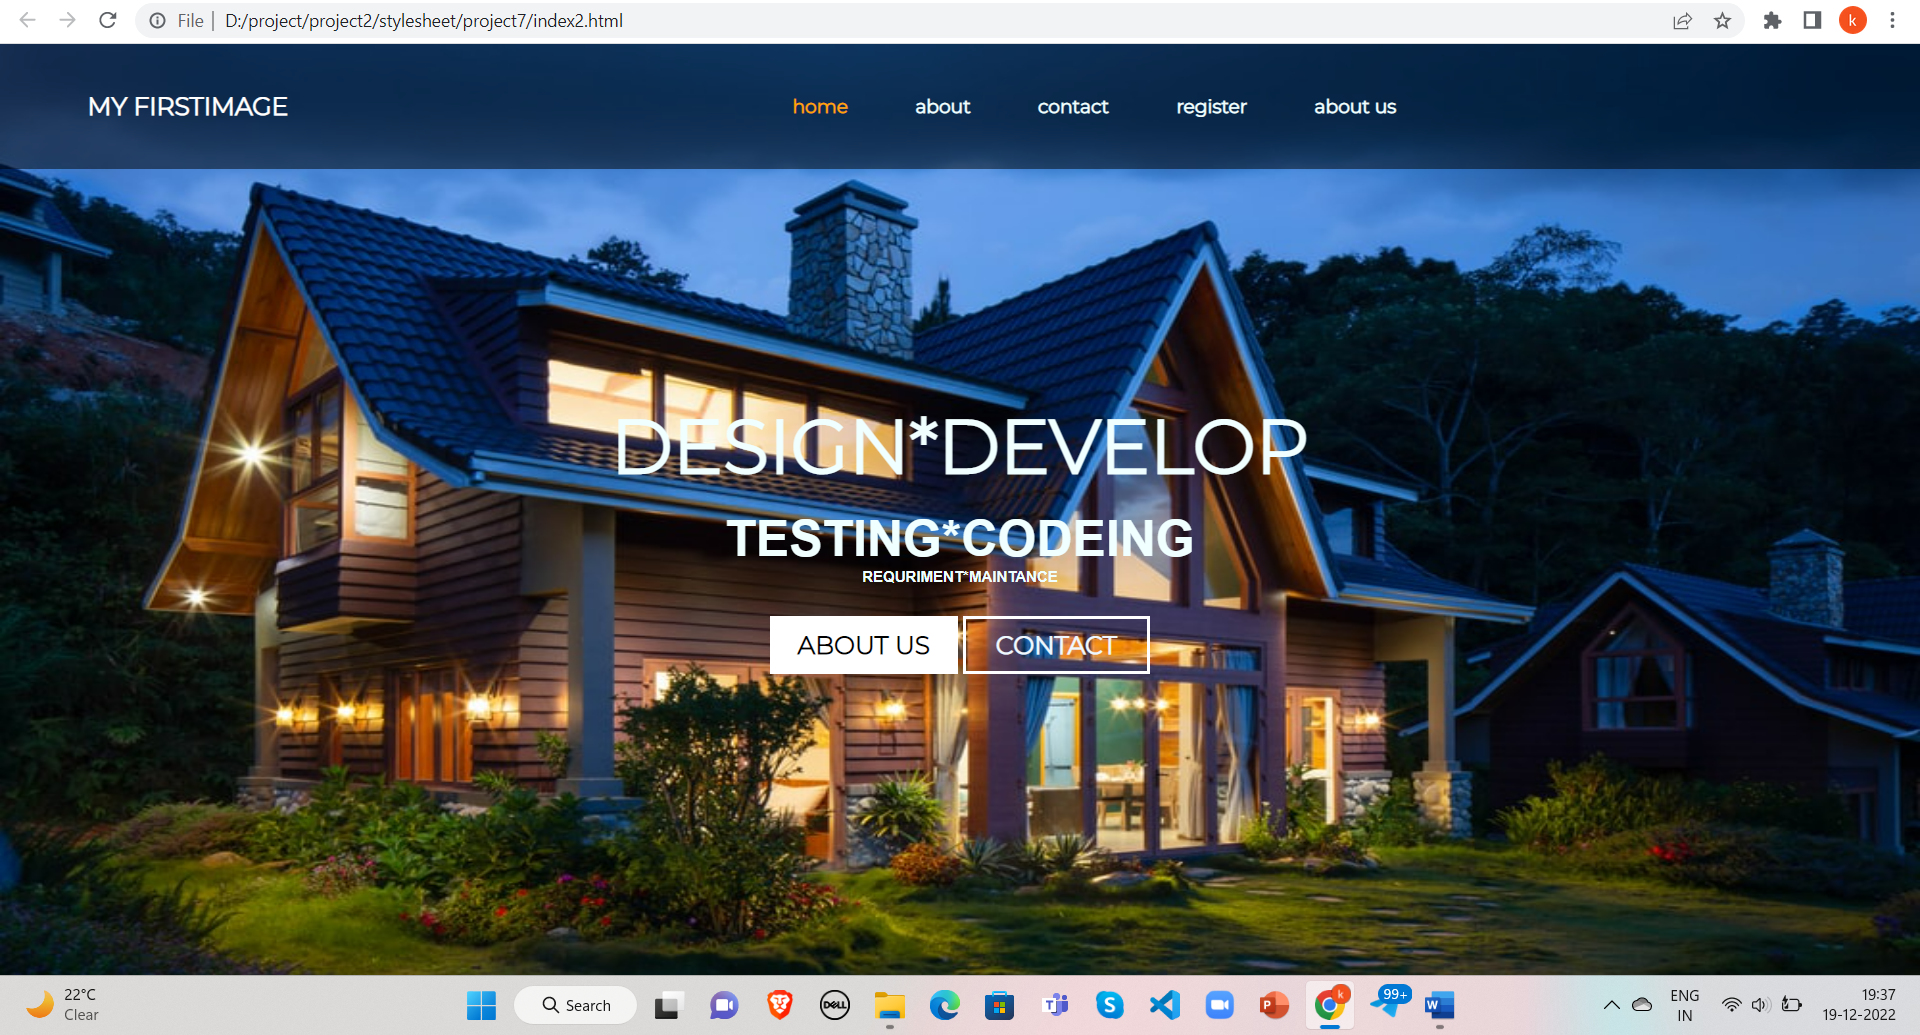 File | D:/project/project2/stylesheet/project7/index2.html
k
MY FIRSTIMAGE
home about contact register about us
DESIGN*DEVELOP
TESTING*CODEING
REQURIMENT*MAINTANCE
ABOUT US CONTACT
22°C
Clear
Search
DELL
T
S
P
k
99+
W
ENG
IN
19:37
19-12-2022